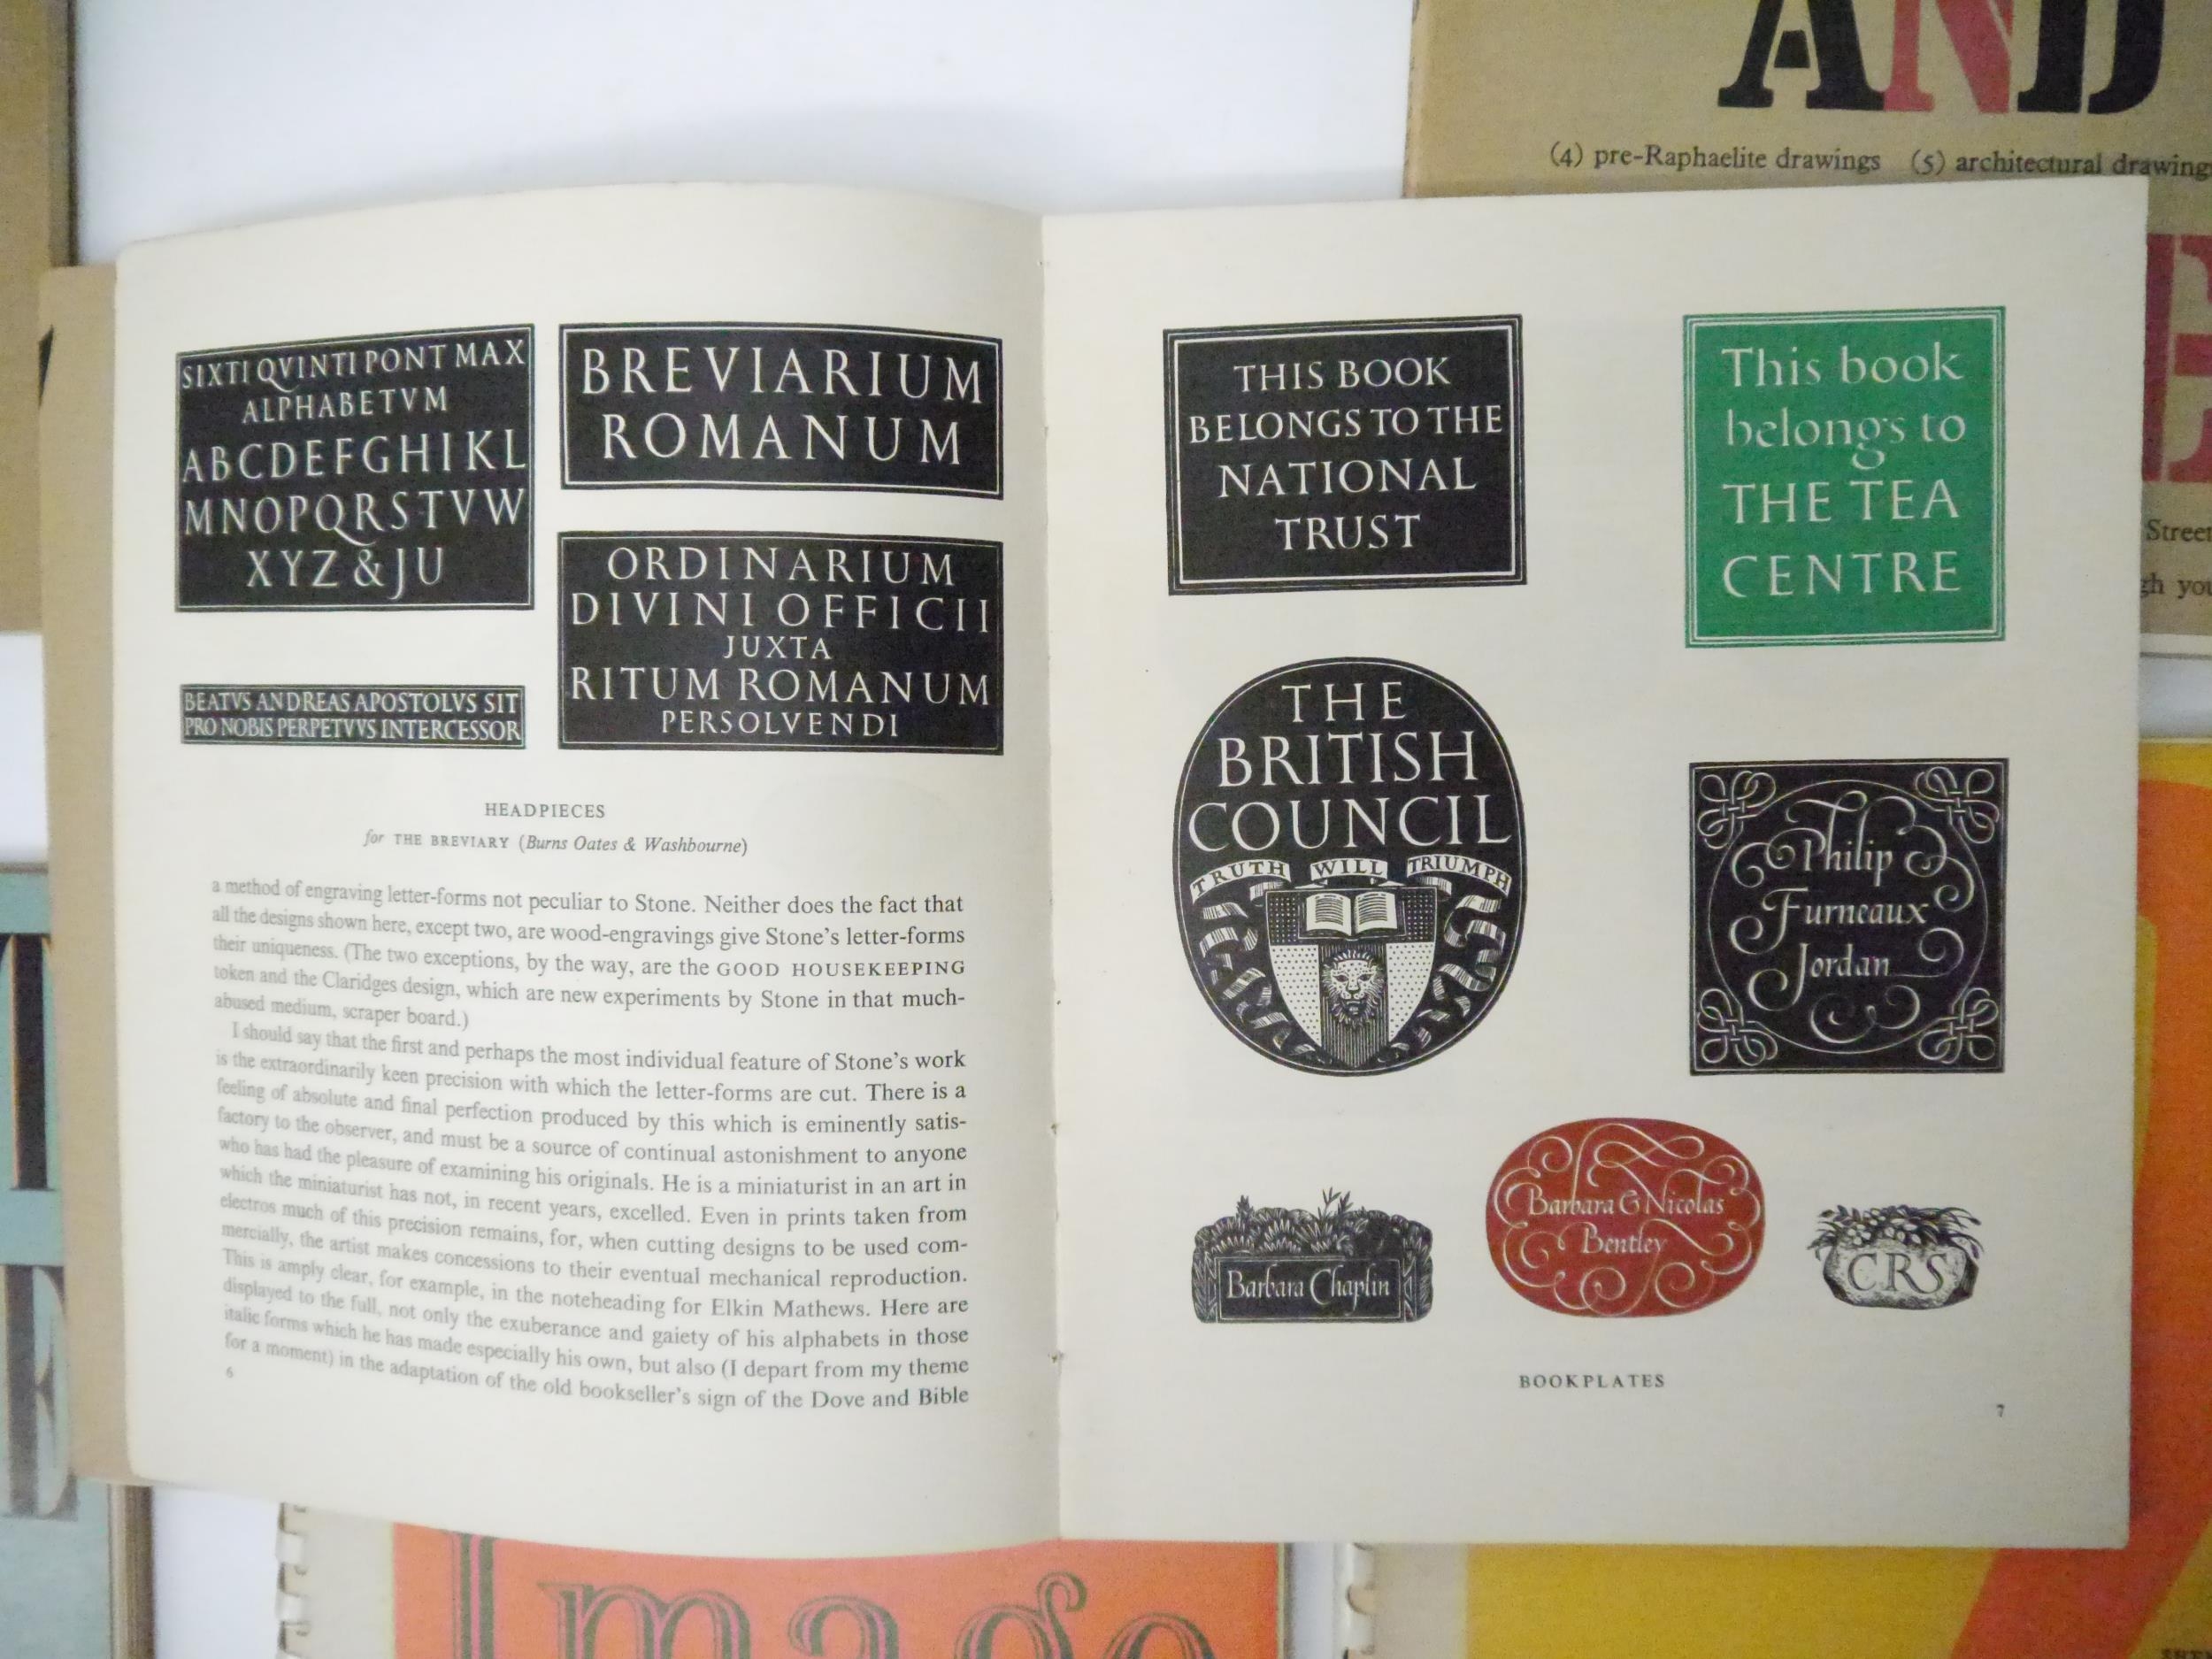 AND
(4) pre-Raphaelite drawings (5) architectural drawing
Street
gh you
SIXTI QVINTI PONT MAX
ALPHABETVM
ABCDEFGHIKL
MNOPQRSTVW
XYZ & JU
BREVIARIUM
ROMANUM
ORDINARIUM
DIVINI OFFICII
JUXTA
RITUM ROMANUM
PERSOLVENDI
BEATVS ANDREAS APOSTOLVS SIT
PRO NOBIS PERPETVVS INTERCESSOR
HEADPIECES
for THE BREVIARY (Burns Oates & Washbourne)
a method of engraving letter-forms not peculiar to Stone. Neither does the fact that
all the designs shown here, except two, are wood-engravings give Stone's letter-forms
their uniqueness. (The two exceptions, by the way, are the GOOD HOUSEKEEPING
token and the Claridges design, which are new experiments by Stone in that much-
abused medium, scraper board.)
I should say that the first and perhaps the most individual feature of Stone's work
is the extraordinarily keen precision with which the letter-forms are cut. There is a
feeling of absolute and final perfection produced by this which is eminently satis-
factory to the observer, and must be a source of continual astonishment to anyone
who has had the pleasure of examining his originals. He is a miniaturist in an art in
which the miniaturist has not, in recent years, excelled. Even in prints taken from
electros much of this precision remains, for, when cutting designs to be used com-
mercially, the artist makes concessions to their eventual mechanical reproduction.
This is amply clear, for example, in the noteheading for Elkin Mathews. Here are
displayed to the full, not only the exuberance and gaiety of his alphabets in those
italic forms which he has made especially his own, but also (I depart from my theme
for a moment) in the adaptation of the old bookseller's sign of the Dove and Bible
6
THIS BOOK
BELONGS TO THE
NATIONAL
TRUST
This book
belongs to
THE TEA
CENTRE
THE
BRITISH
COUNCIL
TRUTH WILL TRIUMPH
Philip
Furneaux
Jordan
Barbara Chaplin
Barbara & Nicolas
Bentley
CRS
BOOKPLATES
7
Image